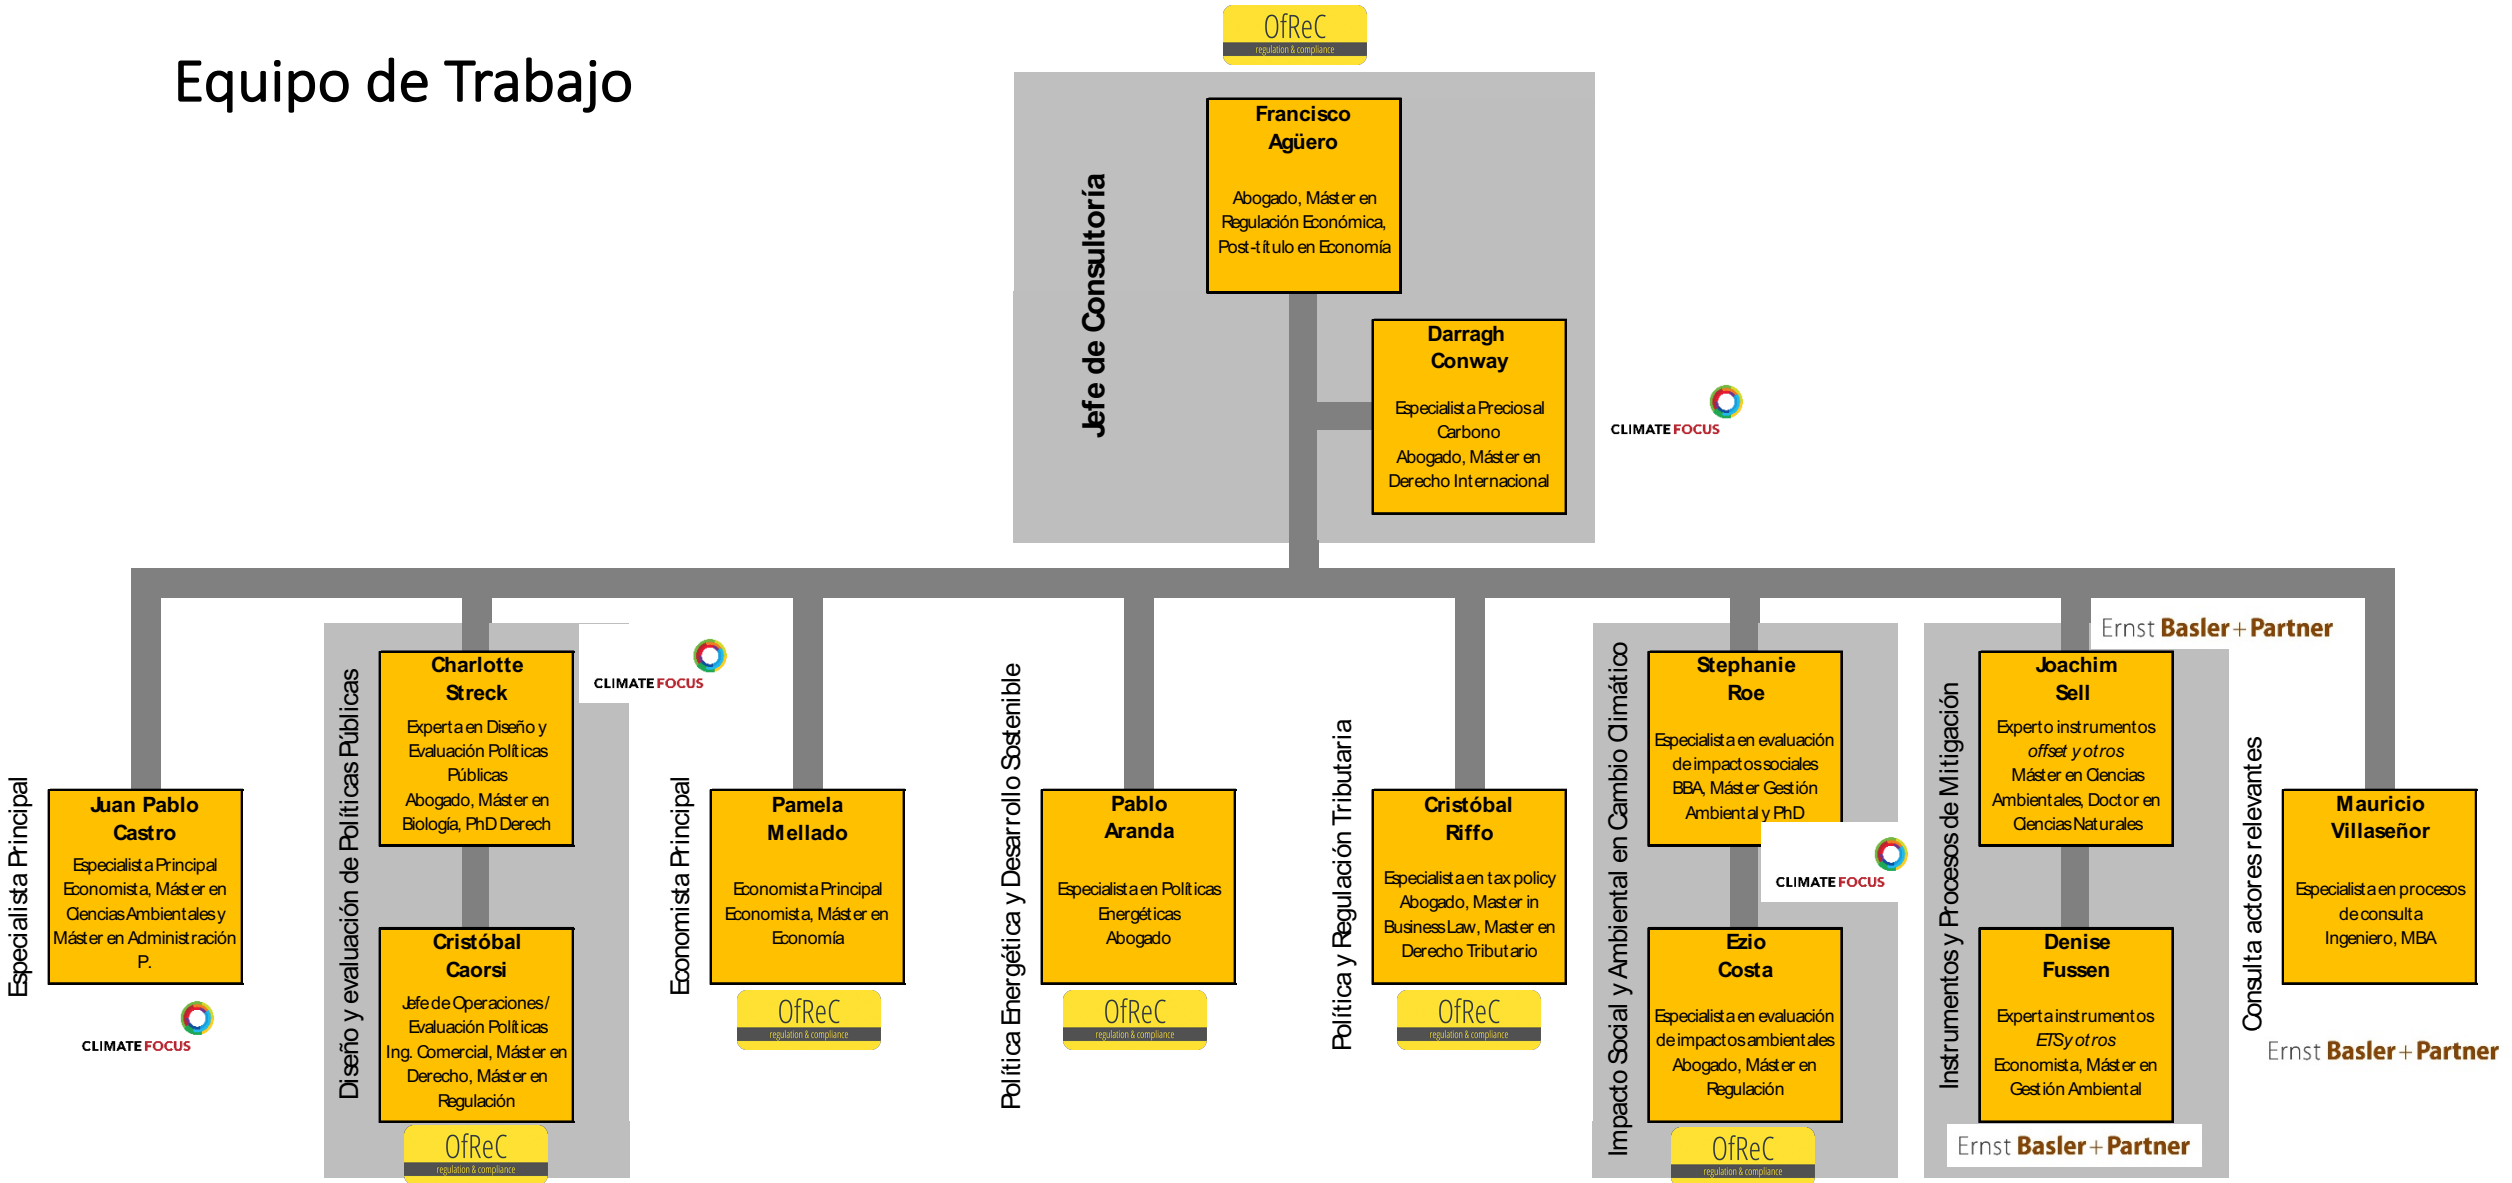 Equipo de Trabajo
OfReC
regulation & compliance
Jefe de Consultoría
Francisco
Agüero
Abogado, Máster en
Regulación Económica,
Post-título en Economía
Darragh
Conway
Especialista Precios al
Carbono
Abogado, Máster en
Derecho Internacional
CLIMATE FOCUS
Especialista Principal
Juan Pablo
Castro
Especialista Principal
Economista, Máster en
Ciencias Ambientales y
Máster en Administración
P.
CLIMATE FOCUS
Diseño y evaluación de Políticas Públicas
Charlotte
Streck
Experta en Diseño y
Evaluación Políticas
Públicas
Abogado, Máster en
Biología, PhD Derech
CLIMATE FOCUS
Cristóbal
Caorsi
Jefe de Operaciones/
Evaluación Políticas
Ing. Comercial, Máster en
Derecho, Máster en
Regulación
OfReC
regulation & compliance
Economista Principal
Pamela
Mellado
Economista Principal
Economista, Máster en
Economía
OfReC
regulation & compliance
Política Energética y Desarrollo Sostenible
Pablo
Aranda
Especialista en Políticas
Energéticas
Abogado
OfReC
regulation & compliance
Política y Regulación Tributaria
Cristóbal
Riffo
Especialista en tax policy
Abogado, Master in
Business Law, Master en
Derecho Tributario
OfReC
regulation & compliance
Impacto Social y Ambiental en Cambio Climático
Stephanie
Roe
Especialista en evaluación
de impactos sociales
BBA, Máster Gestión
Ambiental y PhD
CLIMATE FOCUS
Ezio
Costa
Especialista en evaluación
de impactos ambientales
Abogado, Máster en
Regulación
OfReC
regulation & compliance
Instrumentos y Procesos de Mitigación
Ernst Basler + Partner
Joachim
Sell
Experto instrumentos
offset y otros
Máster en Ciencias
Ambientales, Doctor en
Ciencias Naturales
Denise
Fussen
Experta instrumentos
ETS y otros
Economista, Máster en
Gestión Ambiental
Ernst Basler + Partner
Consulta actores relevantes
Mauricio
Villaseñor
Especialista en procesos
de consulta
Ingeniero, MBA
Ernst Basler + Partner